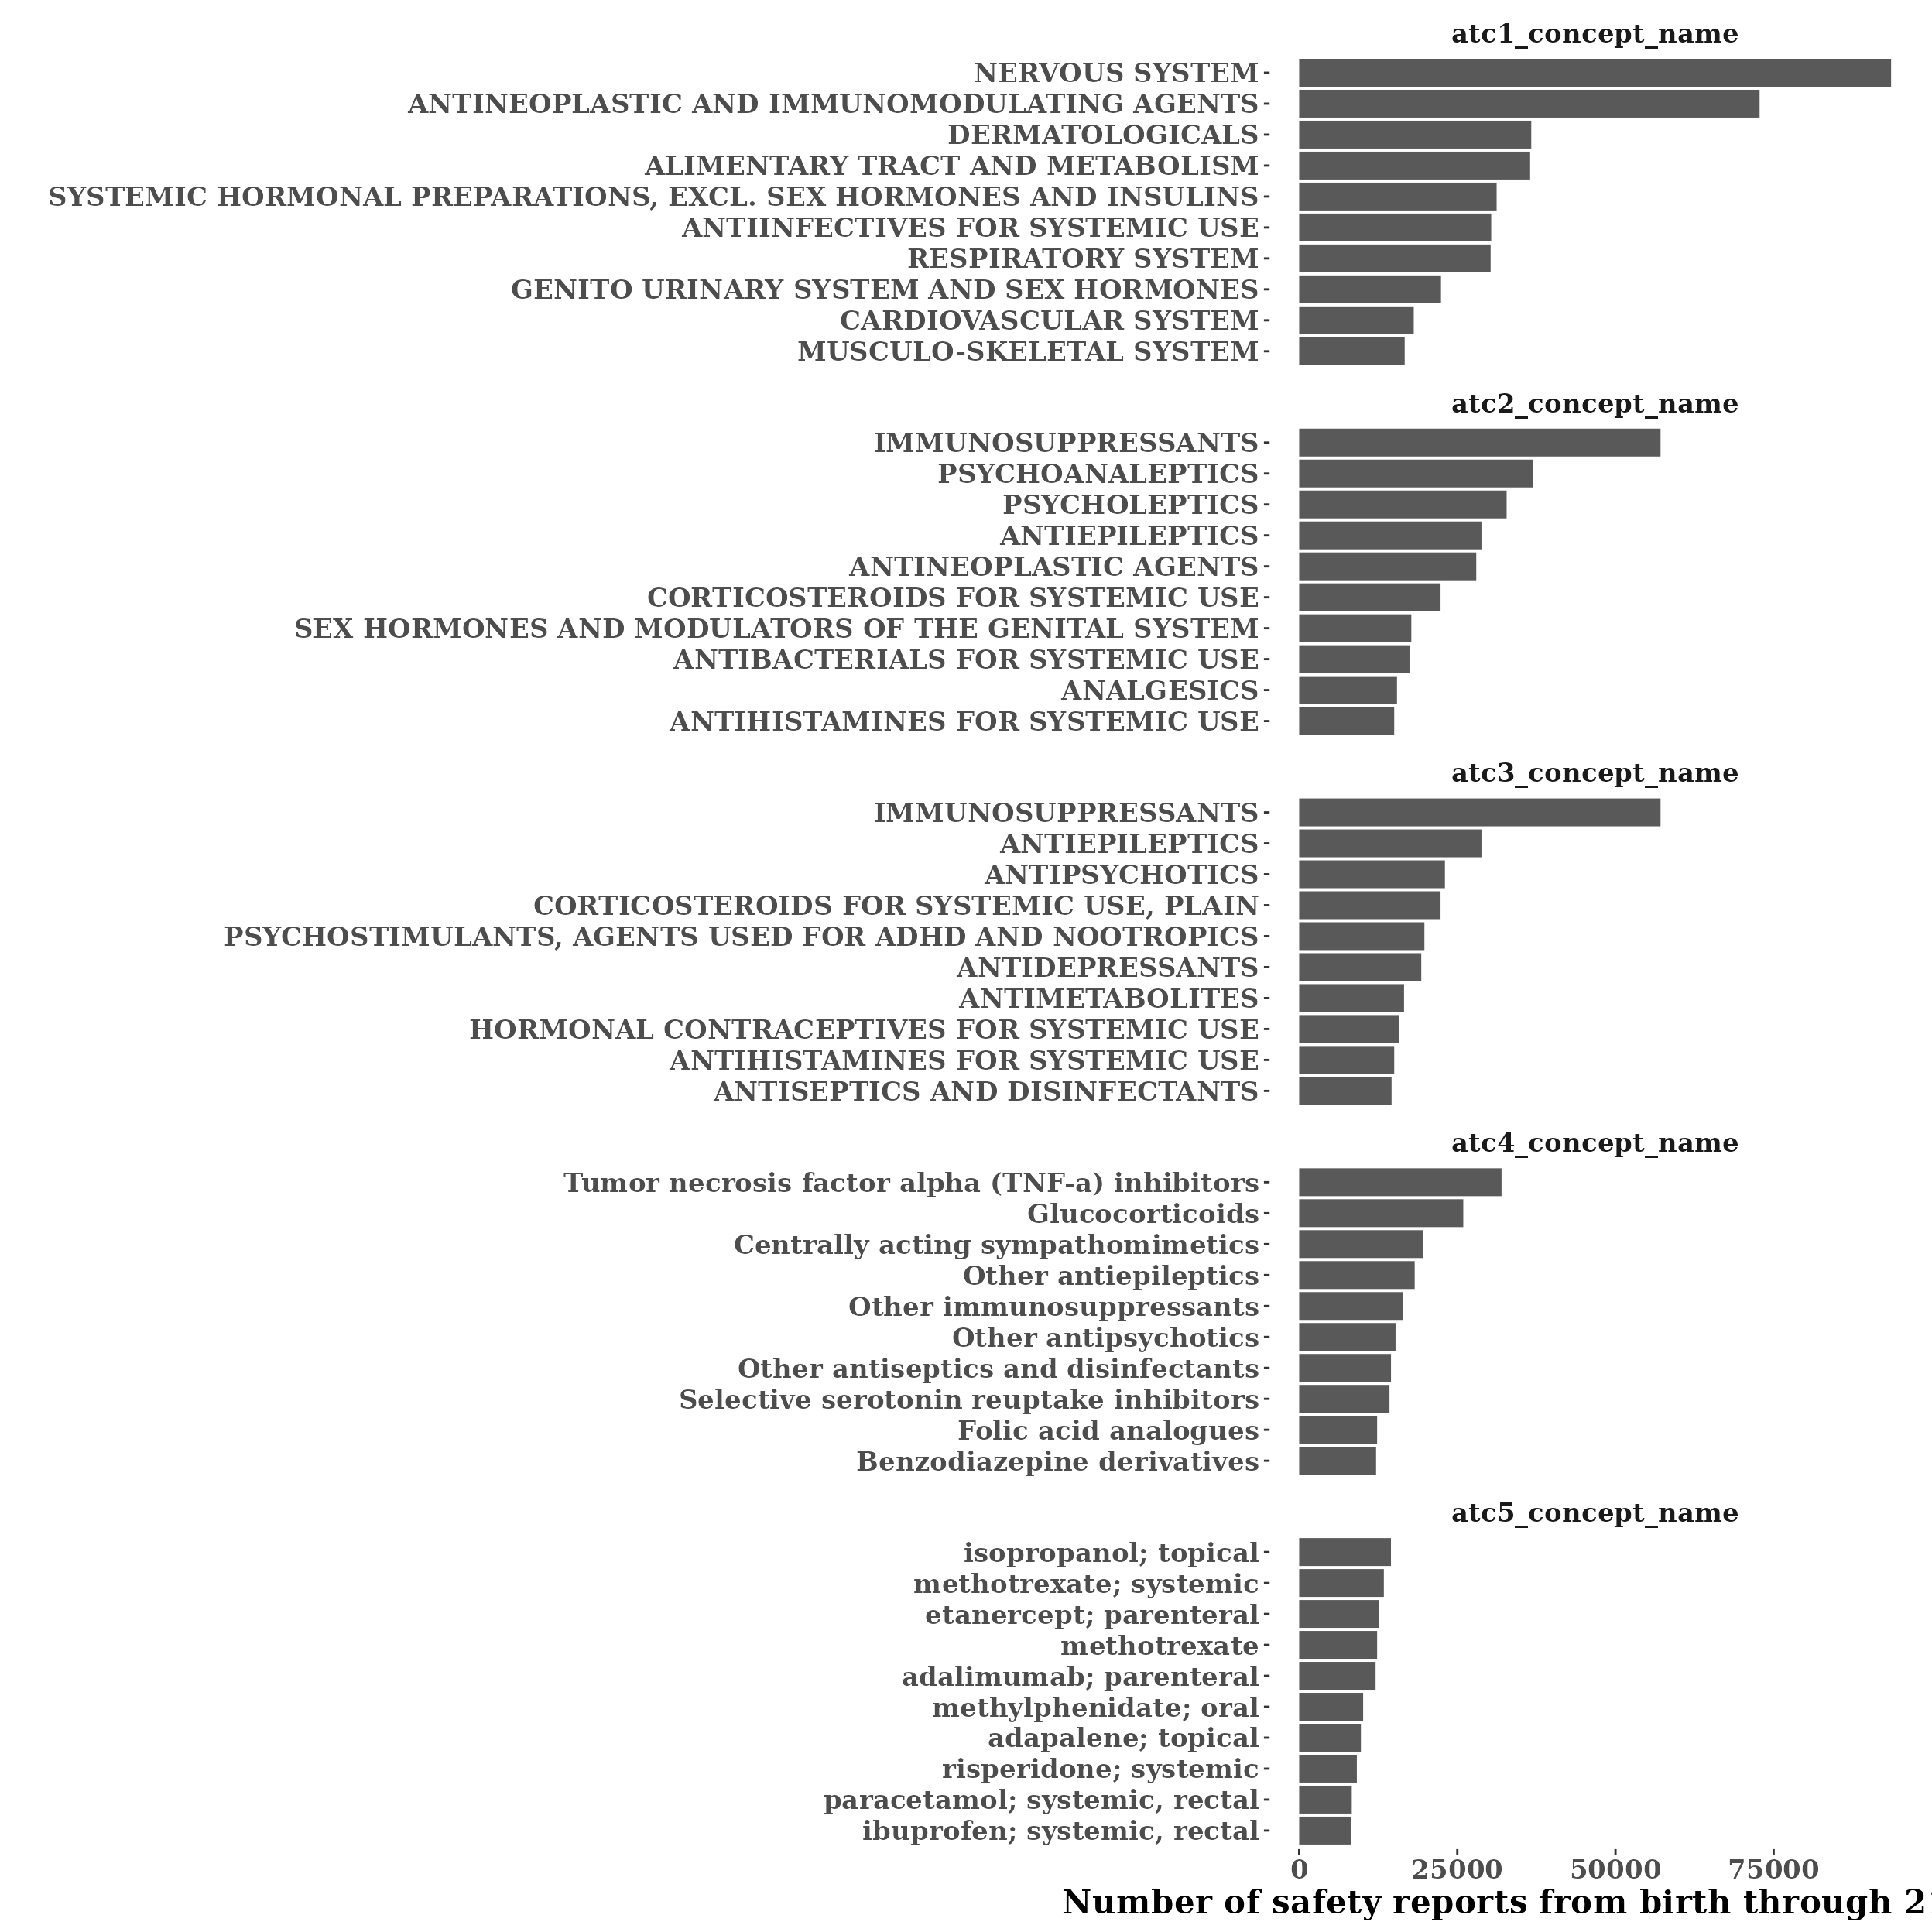 atc1_concept_name
NERVOUS SYSTEM
ANTINEOPLASTIC AND IMMUNOMODULATING AGENTS
DERMATOLOGICALS
ALIMENTARY TRACT AND METABOLISM
SYSTEMIC HORMONAL PREPARATIONS, EXCL. SEX HORMONES AND INSULINS
ANTIINFECTIVES FOR SYSTEMIC USE
RESPIRATORY SYSTEM
GENITO URINARY SYSTEM AND SEX HORMONES
CARDIOVASCULAR SYSTEM
MUSCULO-SKELETAL SYSTEM
atc2_concept_name
IMMUNOSUPPRESSANTS
PSYCHOANALEPTICS
PSYCHOLEPTICS
ANTIEPILEPTICS
ANTINEOPLASTIC AGENTS
CORTICOSTEROIDS FOR SYSTEMIC USE
SEX HORMONES AND MODULATORS OF THE GENITAL SYSTEM
ANTIBACTERIALS FOR SYSTEMIC USE
ANALGESICS
ANTIHISTAMINES FOR SYSTEMIC USE
atc3_concept_name
IMMUNOSUPPRESSANTS
ANTIEPILEPTICS
ANTIPSYCHOTICS
CORTICOSTEROIDS FOR SYSTEMIC USE, PLAIN
PSYCHOSTIMULANTS, AGENTS USED FOR ADHD AND NOOTROPICS
ANTIDEPRESSANTS
ANTIMETABOLITES
HORMONAL CONTRACEPTIVES FOR SYSTEMIC USE
ANTIHISTAMINES FOR SYSTEMIC USE
ANTISEPTICS AND DISINFECTANTS
atc4_concept_name
Tumor necrosis factor alpha (TNF-a) inhibitors
Glucocorticoids
Centrally acting sympathomimetics
Other antiepileptics
Other immunosuppressants
Other antipsychotics
Other antiseptics and disinfectants
Selective serotonin reuptake inhibitors
Folic acid analogues
Benzodiazepine derivatives
atc5_concept_name
isopropanol; topical
methotrexate; systemic
etanercept; parenteral
methotrexate
adalimumab; parenteral
methylphenidate; oral
adapalene; topical
risperidone; systemic
paracetamol; systemic, rectal
ibuprofen; systemic, rectal
0 25000 50000 75000
Number of safety reports from birth through